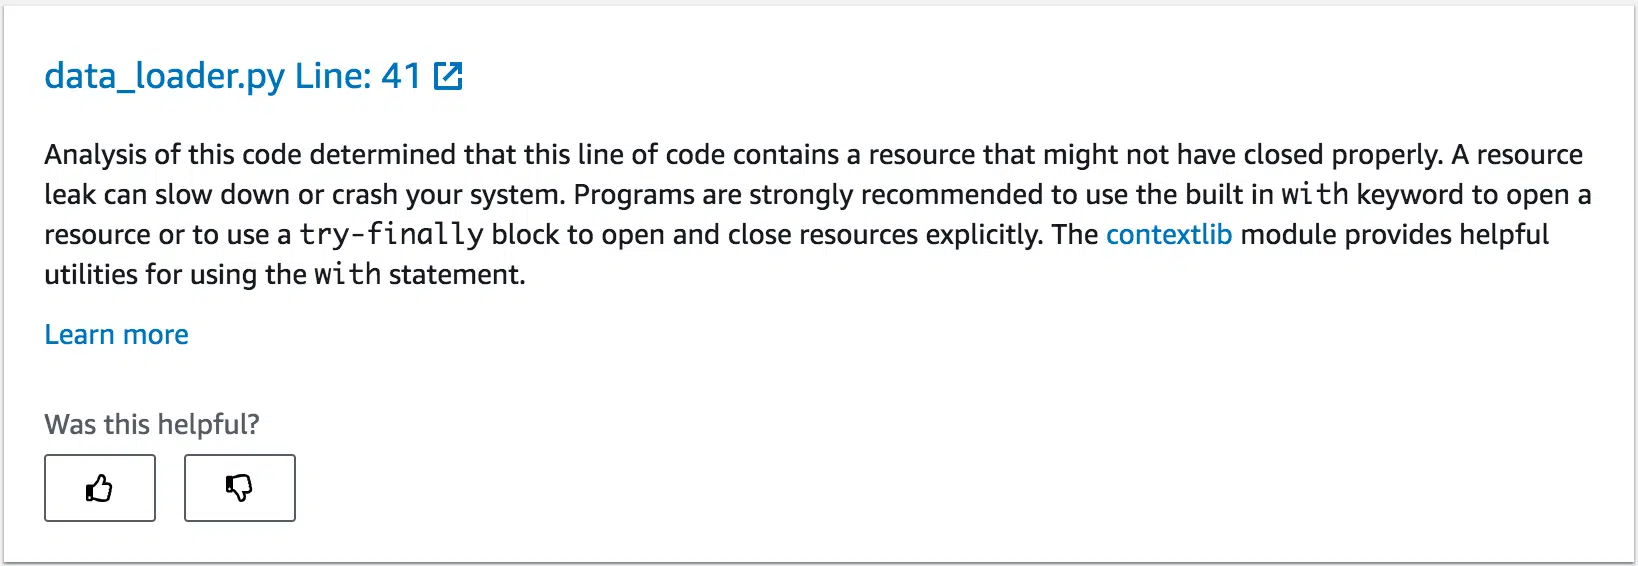 data_loader.py Line: 41
Analysis of this code determined that this line of code contains a resource that might not have closed properly. A resource
leak can slow down or crash your system. Programs are strongly recommended to use the built in with keyword to open a
resource or to use a try-finally block to open and close resources explicitly. The contextlib module provides helpful
utilities for using the with statement.
Learn more
Was this helpful?